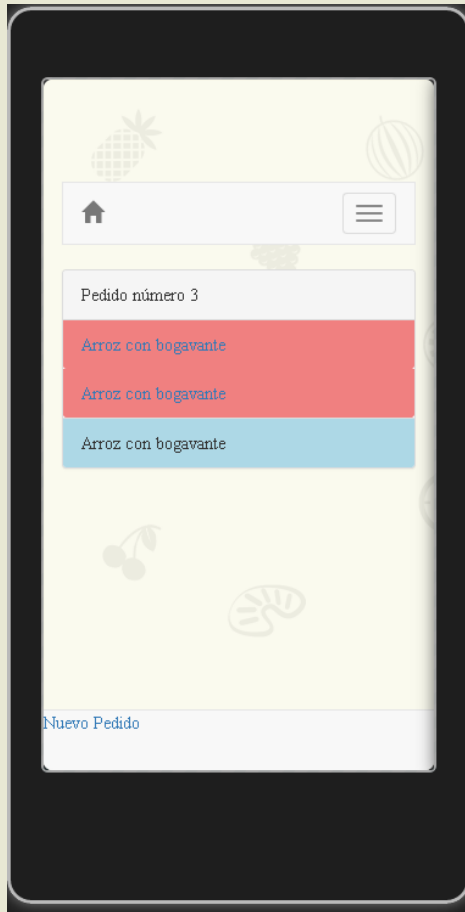 Pedido número 3
Arroz con bogavante
Arroz con bogavante
Arroz con bogavante
Nuevo Pedido